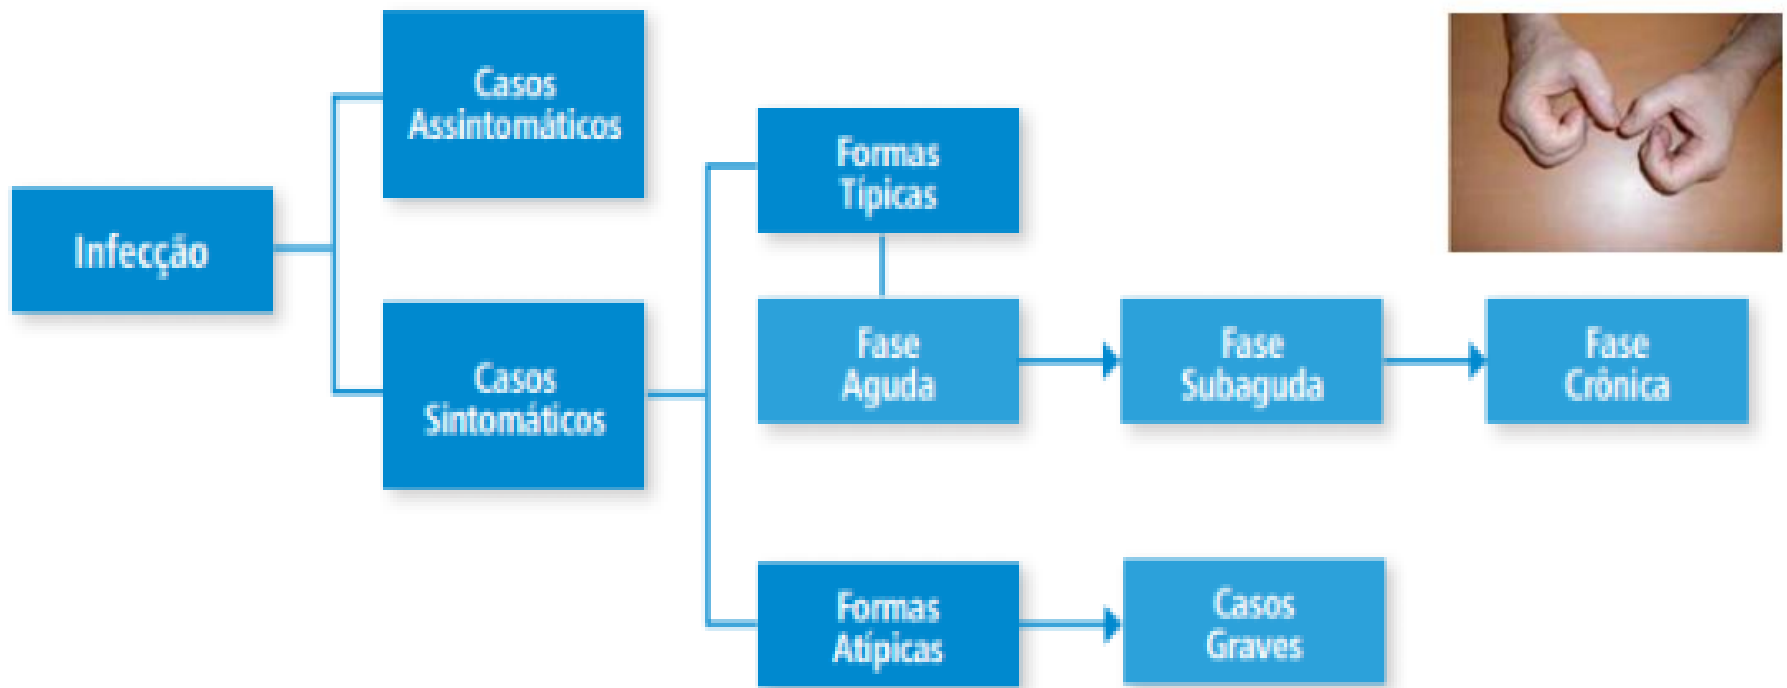 Casos
Assintomáticos
Infecção
Casos
Sintomáticos
Formas
Típicas
Fase
Aguda
Fase
Subaguda
Fase
Crônica
Formas
Atípicas
Casos
Graves